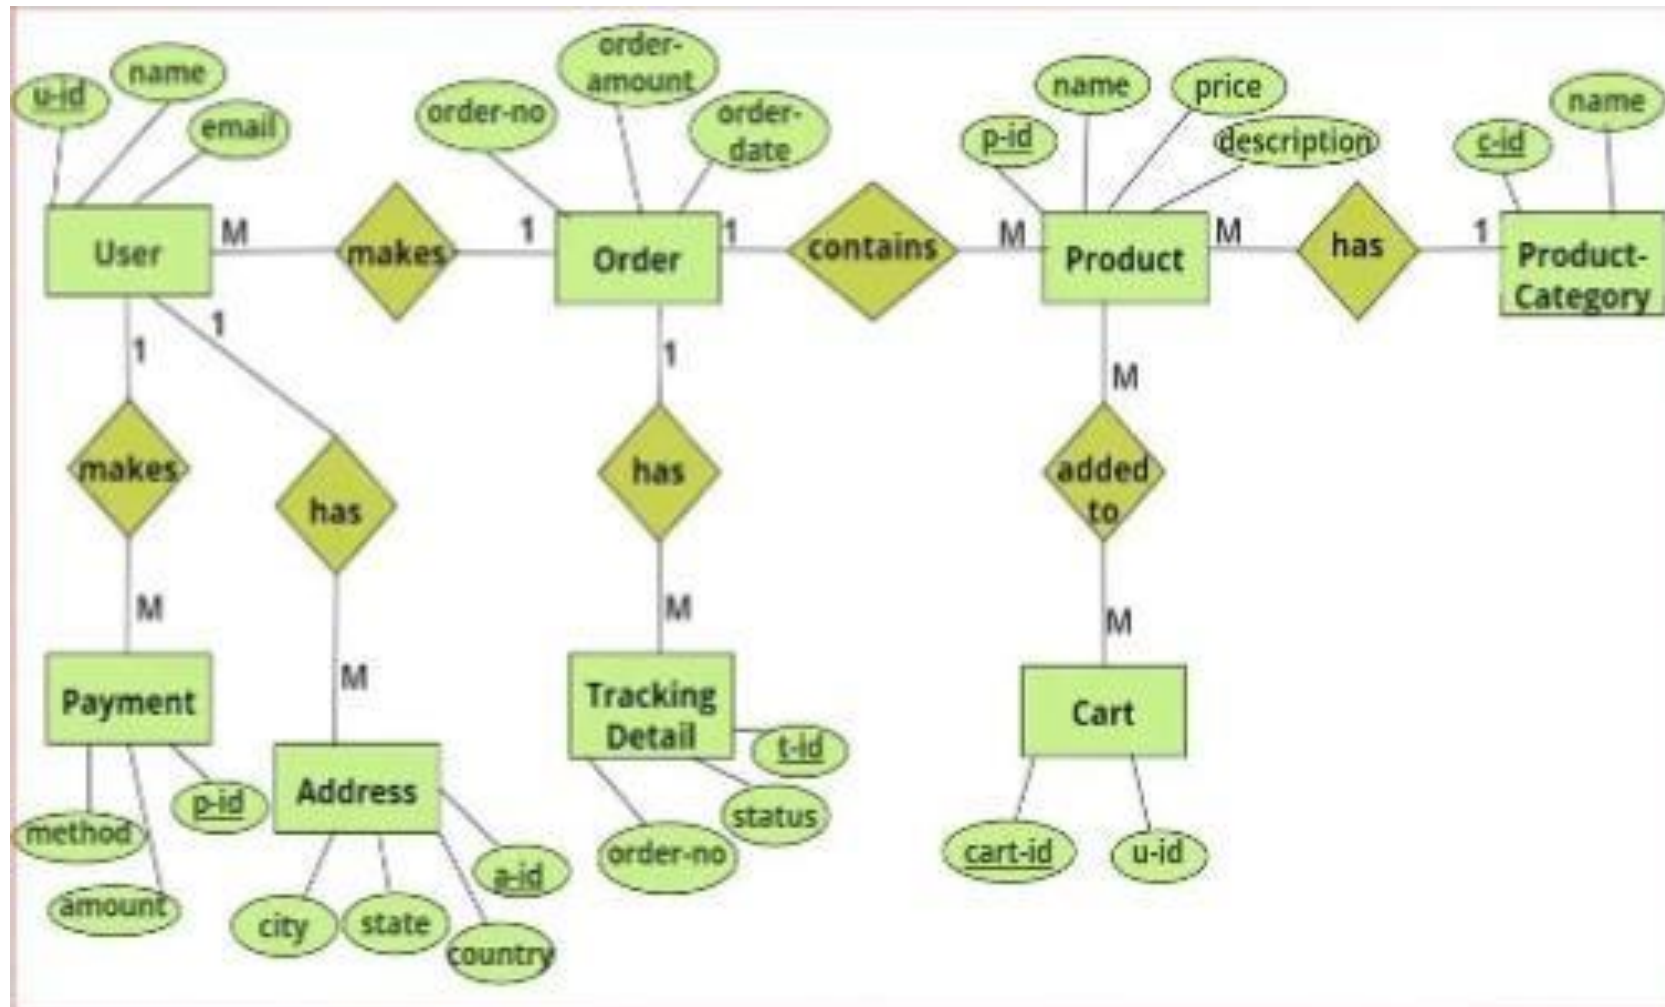 order-
amount
name
u-id
email
order-no
order-
date
name
price
p-id
description
name
c-id
User
M
makes
1
Order
1
contains
M
Product
M
has
1
Product-
Category
1
1
1
M
makes
has
has
added
to
M
M
M
M
Payment
Address
Tracking
Detail
Cart
method
amount
p-id
city
state
country
a-id
order-no
status
t-id
cart-id
u-id